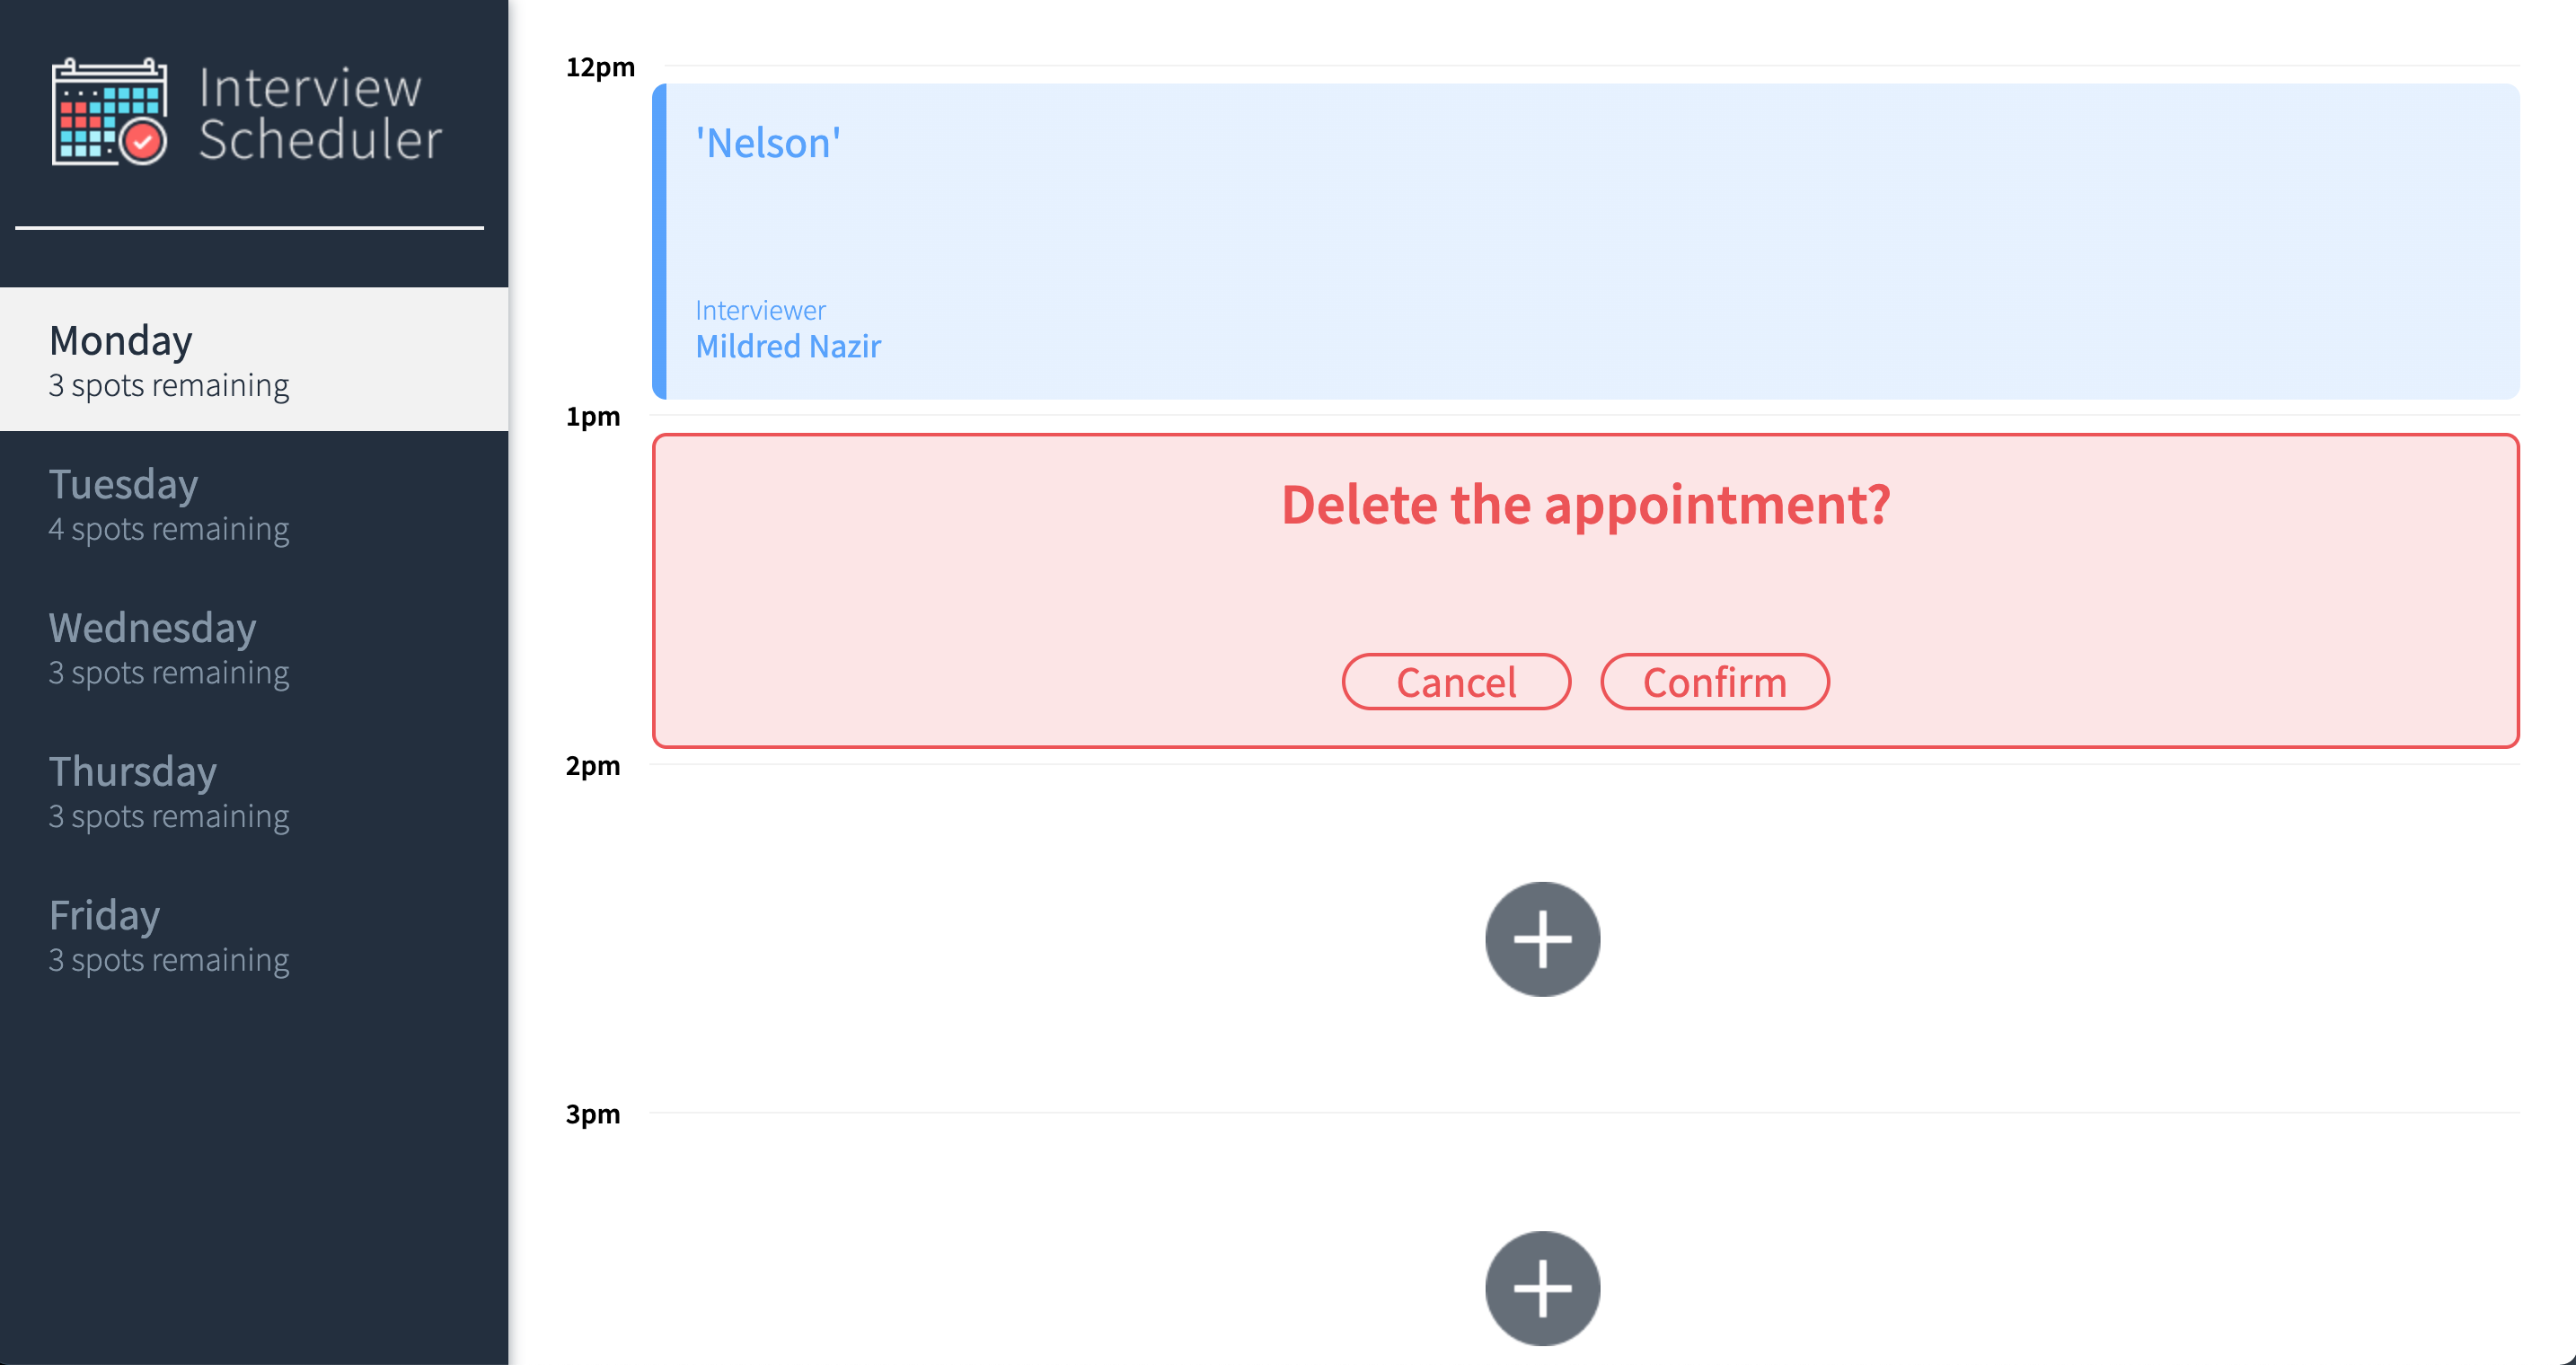 Interview
Scheduler
Monday
3 spots remaining
Tuesday
4 spots remaining
Wednesday
3 spots remaining
Thursday
3 spots remaining
Friday
3 spots remaining
12pm
'Nelson'
Interviewer
Mildred Nazir
1pm
Delete the appointment?
Cancel Confirm
2pm
3pm